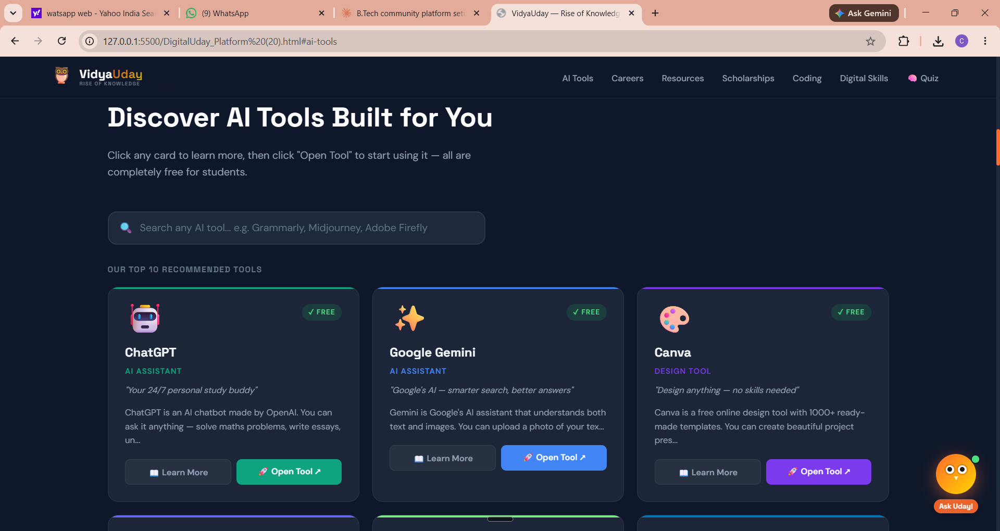 watsapp web - Yahoo India Sea
(9) WhatsApp
B.Tech community platform set
VidyaUday — Rise of Knowledg
Ask Gemini
127.0.0.1:5500/DigitalUday_Platform%20(20).html#ai-tools
C
VidyaUday
RISE OF KNOWLEDGE
AI Tools
Careers
Resources
Scholarships
Coding
Digital Skills
Quiz
Discover AI Tools Built for You
Click any card to learn more, then click "Open Tool" to start using it — all are
completely free for students.
Search any AI tool... e.g. Grammarly, Midjourney, Adobe Firefly
OUR TOP 10 RECOMMENDED TOOLS
✓ FREE
ChatGPT
AI ASSISTANT
"Your 24/7 personal study buddy"
ChatGPT is an AI chatbot made by OpenAI. You can
ask it anything — solve maths problems, write essays,
un...
Learn More
Open Tool ↗
✓ FREE
Google Gemini
AI ASSISTANT
"Google's AI — smarter search, better answers"
Gemini is Google's AI assistant that understands both
text and images. You can upload a photo of your tex...
Learn More
Open Tool ↗
✓ FREE
Canva
DESIGN TOOL
"Design anything — no skills needed"
Canva is a free online design tool with 1000+ ready-
made templates. You can create beautiful project
pres...
Learn More
Open Tool ↗
Ask Uday!